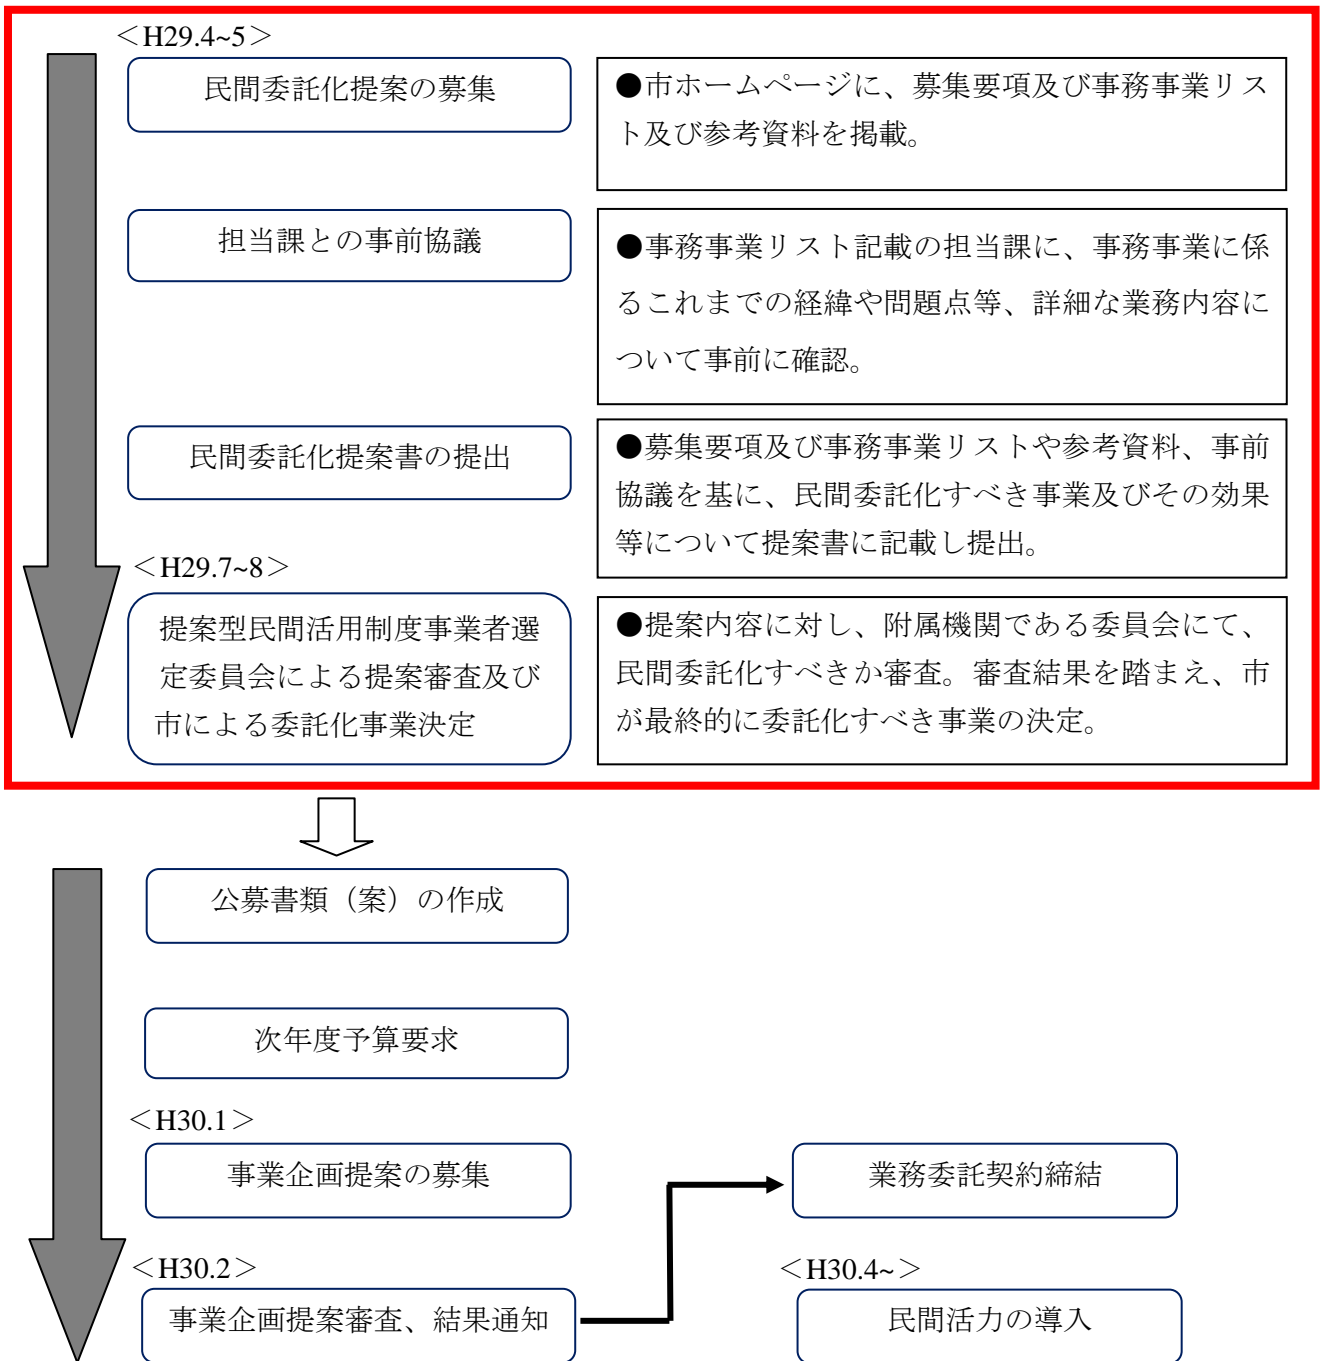 ＜H29.4~5＞
民間委託化提案の募集
●市ホームページに、募集要項及び事務事業リス
ト及び参考資料を掲載。
担当課との事前協議
●事務事業リスト記載の担当課に、事務事業に係
るこれまでの経緯や問題点等、詳細な業務内容に
ついて事前に確認。
民間委託化提案書の提出
●募集要項及び事務事業リストや参考資料、事前
協議を基に、民間委託化すべき事業及びその効果
等について提案書に記載し提出。
＜H29.7~8＞
提案型民間活用制度事業者選
定委員会による提案審査及び
市による委託化事業決定
●提案内容に対し、附属機関である委員会にて、
民間委託化すべきか審査。審査結果を踏まえ、市
が最終的に委託化すべき事業の決定。
公募書類（案）の作成
次年度予算要求
＜H30.1＞
事業企画提案の募集
業務委託契約締結
＜H30.2＞
事業企画提案審査、結果通知
＜H30.4~＞
民間活力の導入